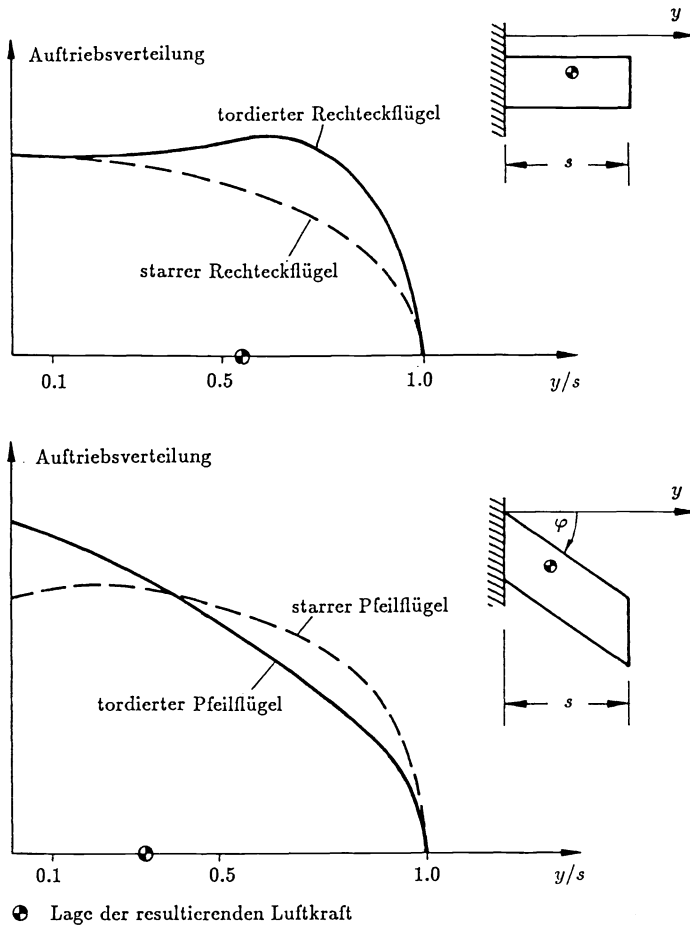 Auftriebsverteilung
y
tordierter Rechteckflügel
s
starrer Rechteckflügel
0.1 0.5 1.0 y/s
Auftriebsverteilung
y
φ
starrer Pfeilflügel
tordierter Pfeilflügel
s
0.1 0.5 1.0 y/s
Lage der resultierenden Luftkraft